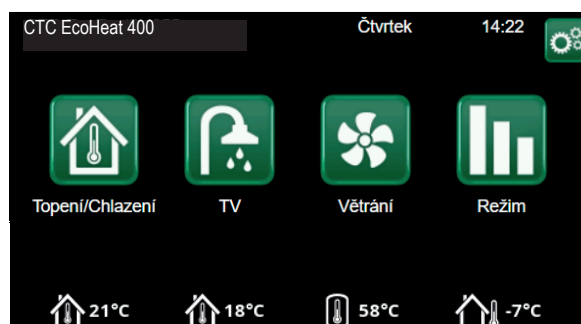 CTC EcoHeat 400 Čtvrtek 14:22
Topení/Chlazení TV Větrání Režim
21°C 18°C 58°C -7°C